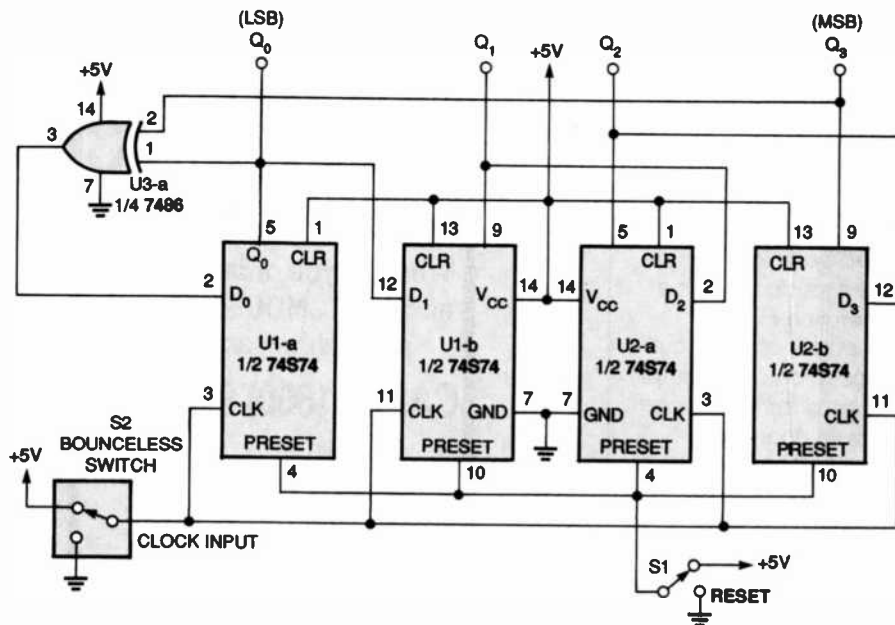 (LSB)
Q0
Q1
Q2
(MSB)
Q3
+5V
+5V
14
2
3
1
7
U3-a
1/4 7486
5
1
13
9
5
1
13
9
Q0
CLR
CLR
CLR
CLR
2
D0
12
D1
VCC
14
14
VCC
D2
2
D3
12
U1-a
1/2 74S74
U1-b
1/2 74S74
U2-a
1/2 74S74
U2-b
1/2 74S74
3
CLK
11
CLK
GND
7
7
GND
CLK
3
CLK
11
PRESET
PRESET
PRESET
PRESET
4
10
4
10
S2
BOUNCELESS
SWITCH
+5V
CLOCK INPUT
S1
+5V
RESET